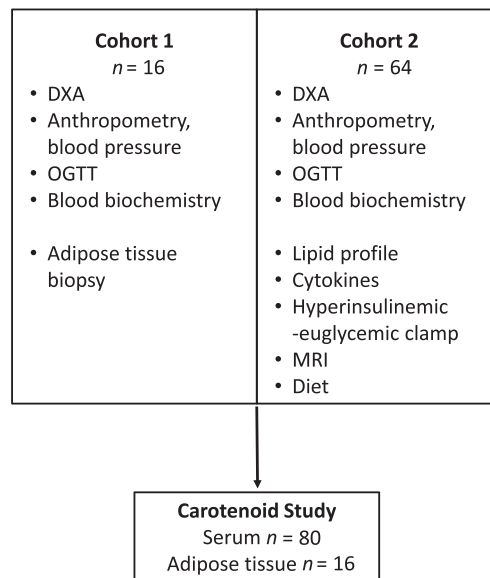 Cohort 1
n = 16
• DXA
• Anthropometry,
blood pressure
• OGTT
• Blood biochemistry
• Adipose tissue
biopsy
Cohort 2
n = 64
• DXA
• Anthropometry,
blood pressure
• OGTT
• Blood biochemistry
• Lipid profile
• Cytokines
• Hyperinsulinemic
-euglycemic clamp
• MRI
• Diet
Carotenoid Study
Serum n = 80
Adipose tissue n = 16